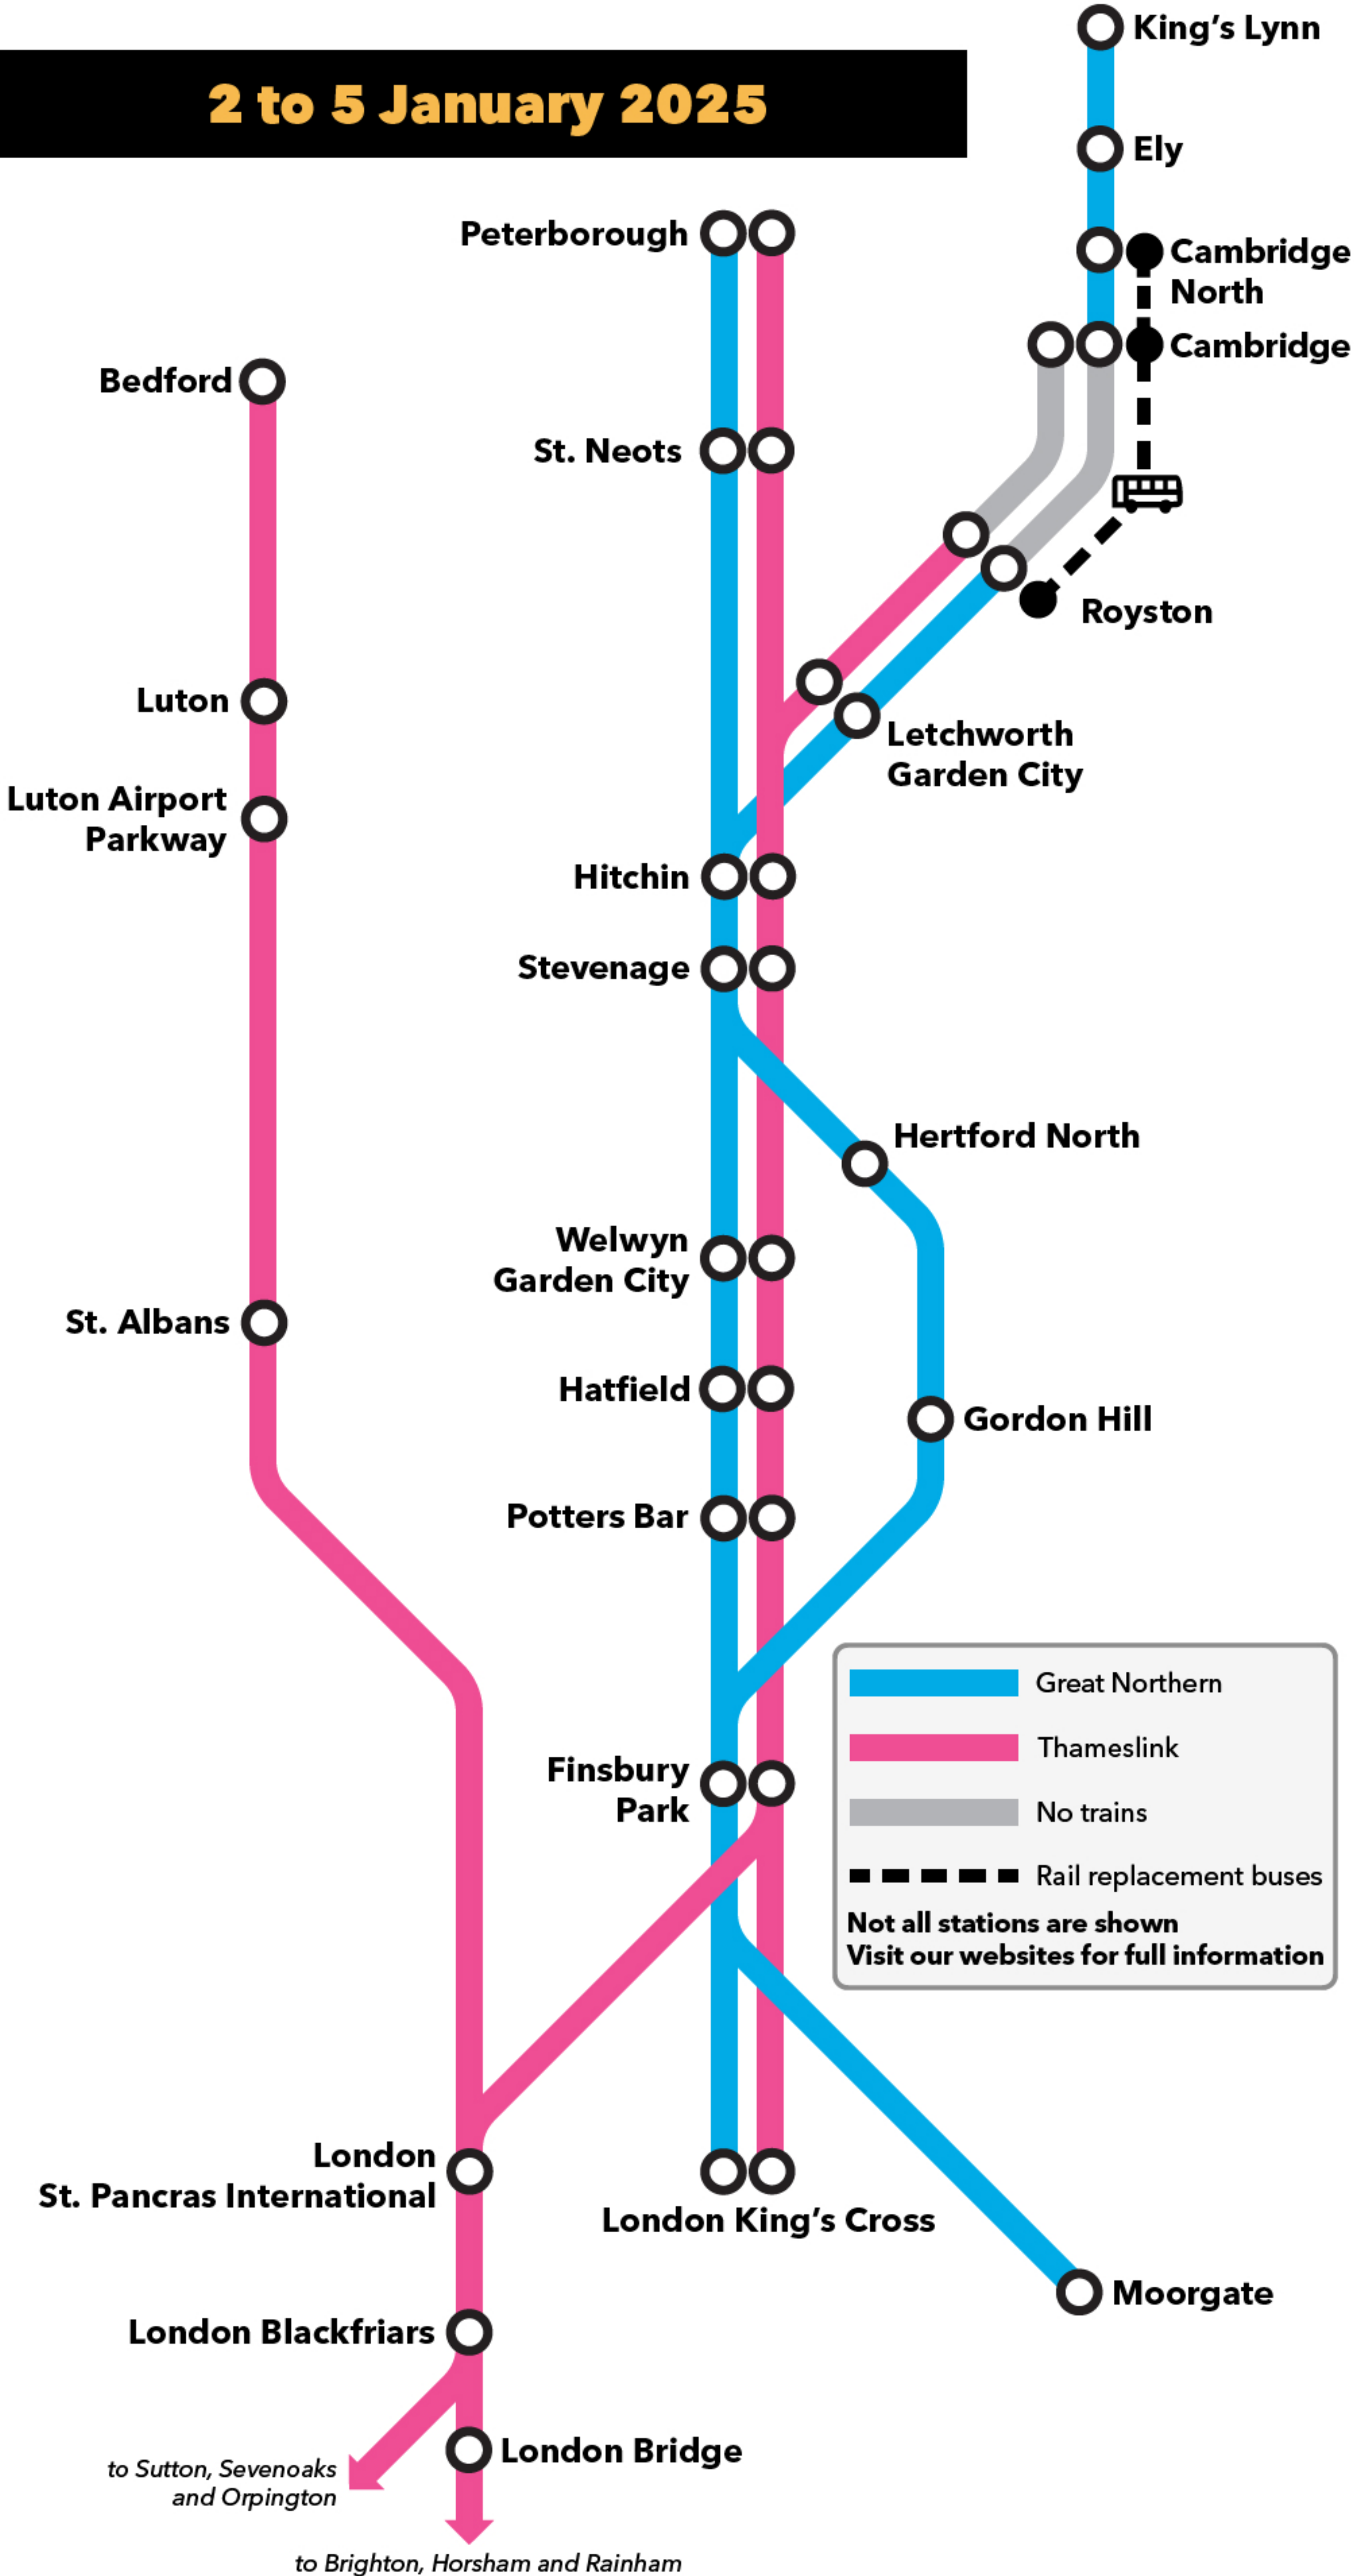 King’s Lynn
2 to 5 January 2025
Ely
Peterborough
Cambridge
North
Cambridge
Bedford
St. Neots
Royston
Luton
Letchworth
Garden City
Luton Airport
Parkway
Hitchin
Stevenage
Hertford North
Welwyn
Garden City
St. Albans
Hatfield
Gordon Hill
Potters Bar
Great Northern
Thameslink
Finsbury
Park
No trains
Rail replacement buses
Not all stations are shown
Visit our websites for full information
London
St. Pancras International
London King’s Cross
Moorgate
London Blackfriars
London Bridge
to Sutton, Sevenoaks
and Orpington
to Brighton, Horsham and Rainham